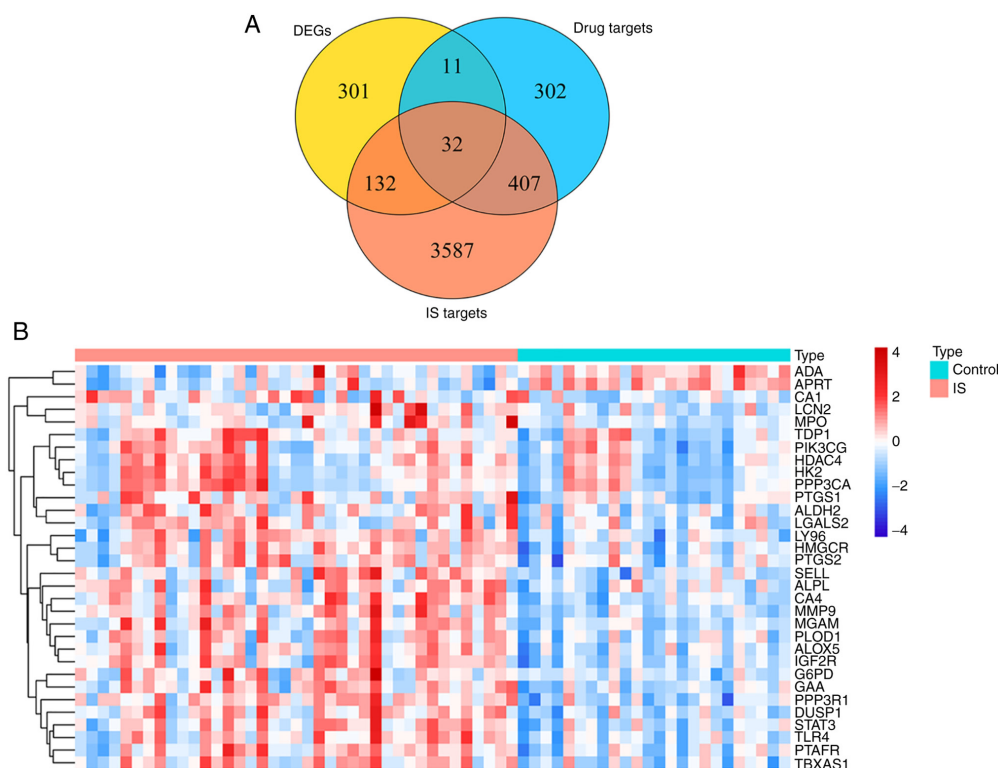 A
DEGs
Drug targets
11
301
302
32
132
407
3587
IS targets
B
Type
ADA
APRT
CA1
LCN2
MPO
TDP1
PIK3CG
HDAC4
HK2
PPP3CA
PTGS1
ALDH2
LGALS2
LY96
HMGCR
PTGS2
SELL
ALPL
CA4
MMP9
MGAM
PLOD1
ALOX5
IGF2R
G6PD
GAA
PPP3R1
DUSP1
STAT3
TLR4
PTAFR
TBXAS1
4
2
0
−2
−4
Type
Control
IS